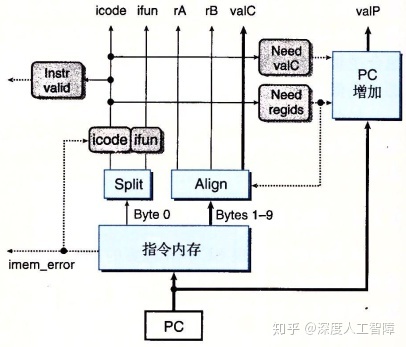 icode ifun rA rB valC valP
Instr
valid
Need
valC
Need
regids
PC
增加
icode ifun
Split
Align
Byte 0
Bytes 1–9
指令内存
imem_error
PC
知乎 @深度人工智障